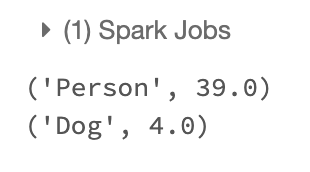 (1) Spark Jobs
('Person', 39.0)
('Dog', 4.0)